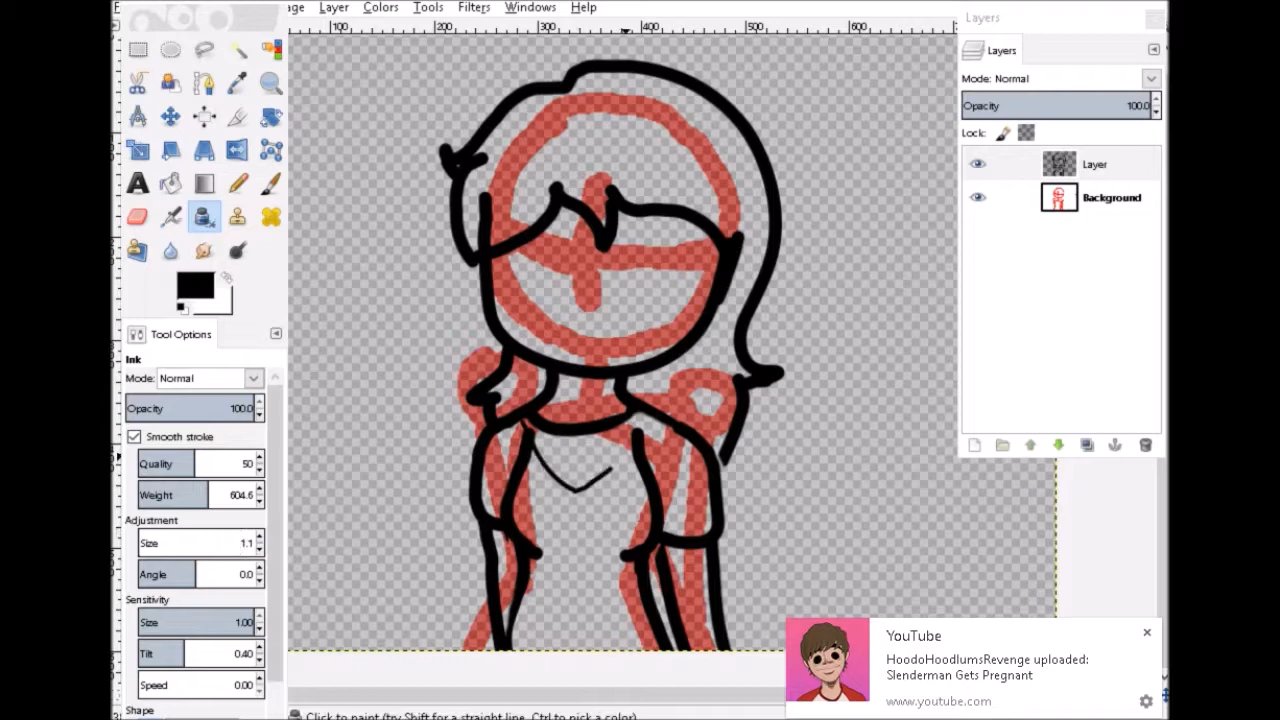 age Layer Colors Tools Filters Windows Help
100 200 300 400 500 600
Layers
Layers
Mode: Normal
Opacity 100.0
Lock:
Layer
Background
Tool Options
Ink
Mode: Normal
Opacity 100.0
Smooth stroke
Quality 50
Weight 604.6
Adjustment
Size 1.1
Angle 0.0
Sensitivity
Size 1.00
Tilt 0.40
Speed 0.00
Shape
YouTube
HoodoHoodlumsRevenge uploaded:
Slenderman Gets Pregnant
www.youtube.com
Click to paint (try Shift for a straight line, Ctrl to pick a color)